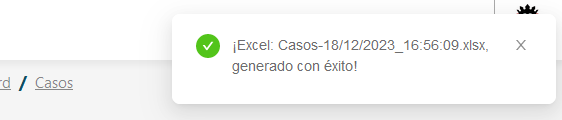 ¡Excel: Casos-18/12/2023_16:56:09.xlsx,
generado con éxito!
rd / Casos